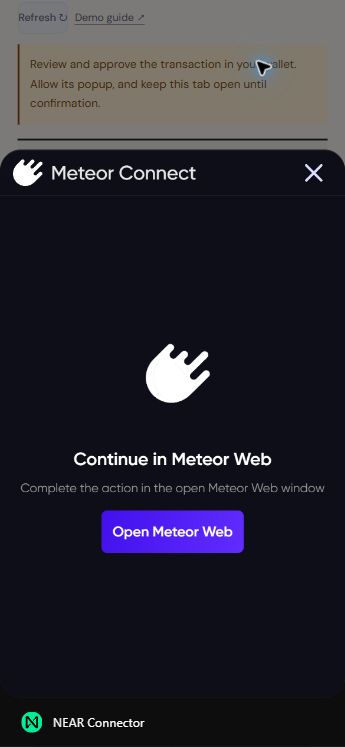 Refresh ↻ Demo guide ↗
Review and approve the transaction in your wallet.
Allow its popup, and keep this tab open until
confirmation.
Meteor Connect
Continue in Meteor Web
Complete the action in the open Meteor Web window
Open Meteor Web
NEAR Connector